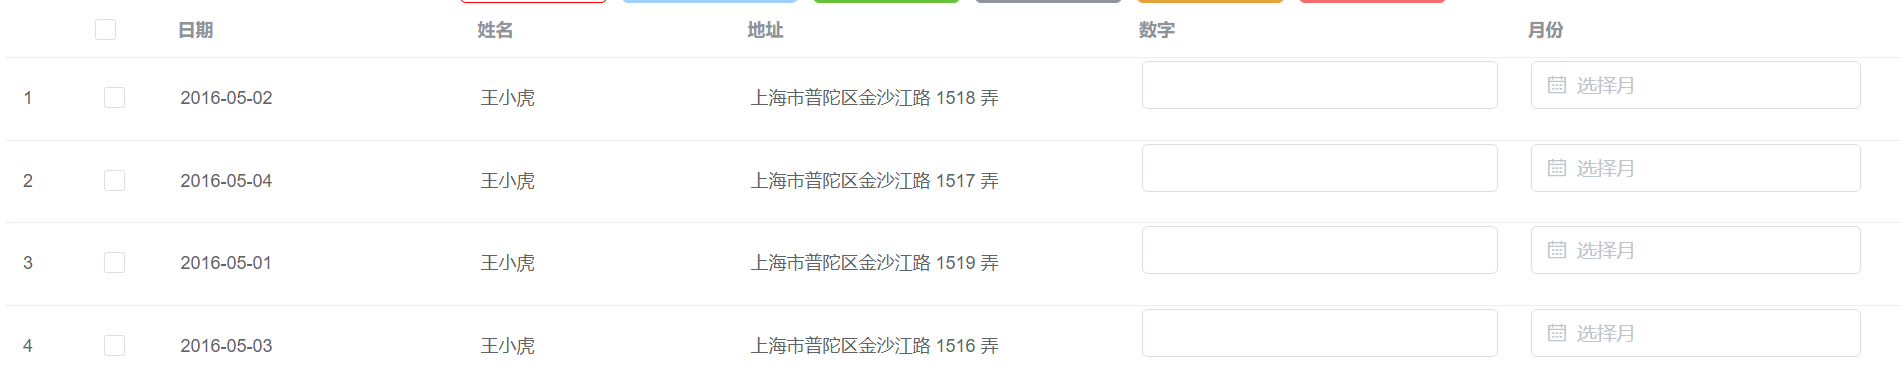 日期 姓名 地址 数字 月份
1 2016-05-02 王小虎 上海市普陀区金沙江路 1518 弄 选择月
2 2016-05-04 王小虎 上海市普陀区金沙江路 1517 弄 选择月
3 2016-05-01 王小虎 上海市普陀区金沙江路 1519 弄 选择月
4 2016-05-03 王小虎 上海市普陀区金沙江路 1516 弄 选择月